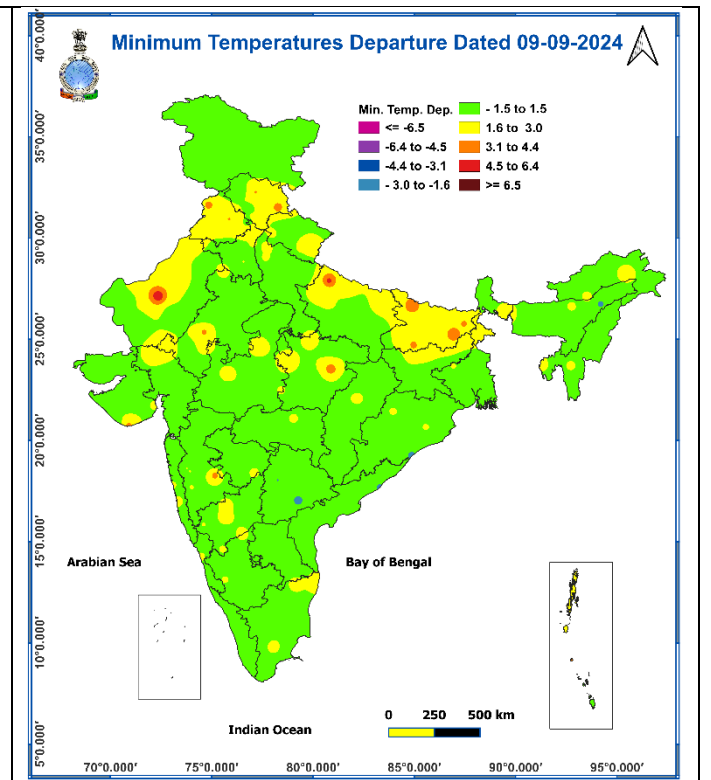 Minimum Temperatures Departure Dated 09-09-2024
Min. Temp. Dep.
<= -6.5
-6.4 to -4.5
-4.4 to -3.1
- 3.0 to -1.6
- 1.5 to 1.5
1.6 to 3.0
3.1 to 4.4
4.5 to 6.4
>= 6.5
40°0.000'
35°0.000'
30°0.000'
25°0.000'
20°0.000'
15°0.000'
10°0.000'
5°0.000'
Arabian Sea
Bay of Bengal
Indian Ocean
0 250 500 km
70°0.000' 75°0.000' 80°0.000' 85°0.000' 90°0.000' 95°0.000'